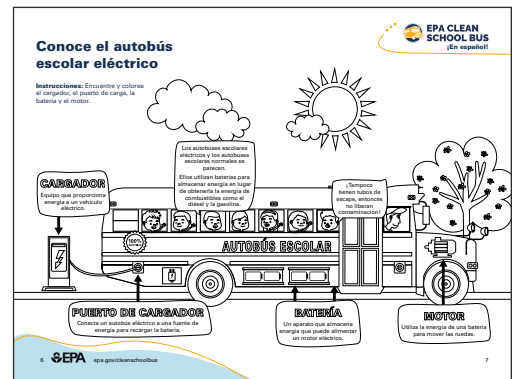 EPA CLEAN
SCHOOL BUS
¡En español!
Conoce el autobús
escolar eléctrico
Instrucciones: Encuentre y coloree
el cargador, el puerto de carga, la
batería y el motor.
Los autobuses escolares
eléctricos y los autobuses
escolares normales se
parecen.
Ellos utilizan baterías para
almacenar energía en lugar
de obtenerla energía de
combustibles como el
diésel y la gasolina.
¡Tampoco
tienen tubos de
escape, entonces
no liberan
contaminación!
CARGADOR
Equipo que proporciona
energía a un vehículo
eléctrico.
100%
AUTOBÚS ESCOLAR
PUERTO DE CARGADOR
Conecta un autobús eléctrico a una fuente de
energía para recargar la batería.
BATERÍA
Un aparato que almacena
energía que puede alimentar
un motor eléctrico.
MOTOR
Utiliza la energía de una batería
para mover las ruedas.
6 EPA epa.gov/cleanschoolbus
7